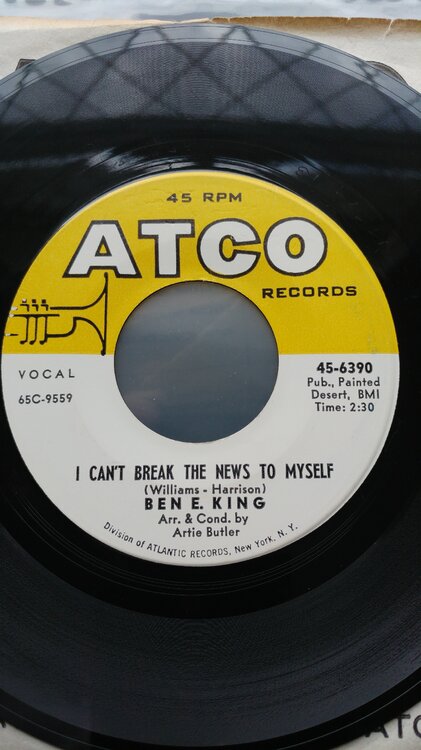 45 RPM
ATCO
RECORDS
VOCAL
65C-9559
45-6390
Pub., Painted
Desert, BMI
Time: 2:30
I CAN'T BREAK THE NEWS TO MYSELF
(Williams - Harrison)
BEN E. KING
Arr. & Cond. by
Artie Butler
Division of ATLANTIC RECORDS, New York, N. Y.
ATC